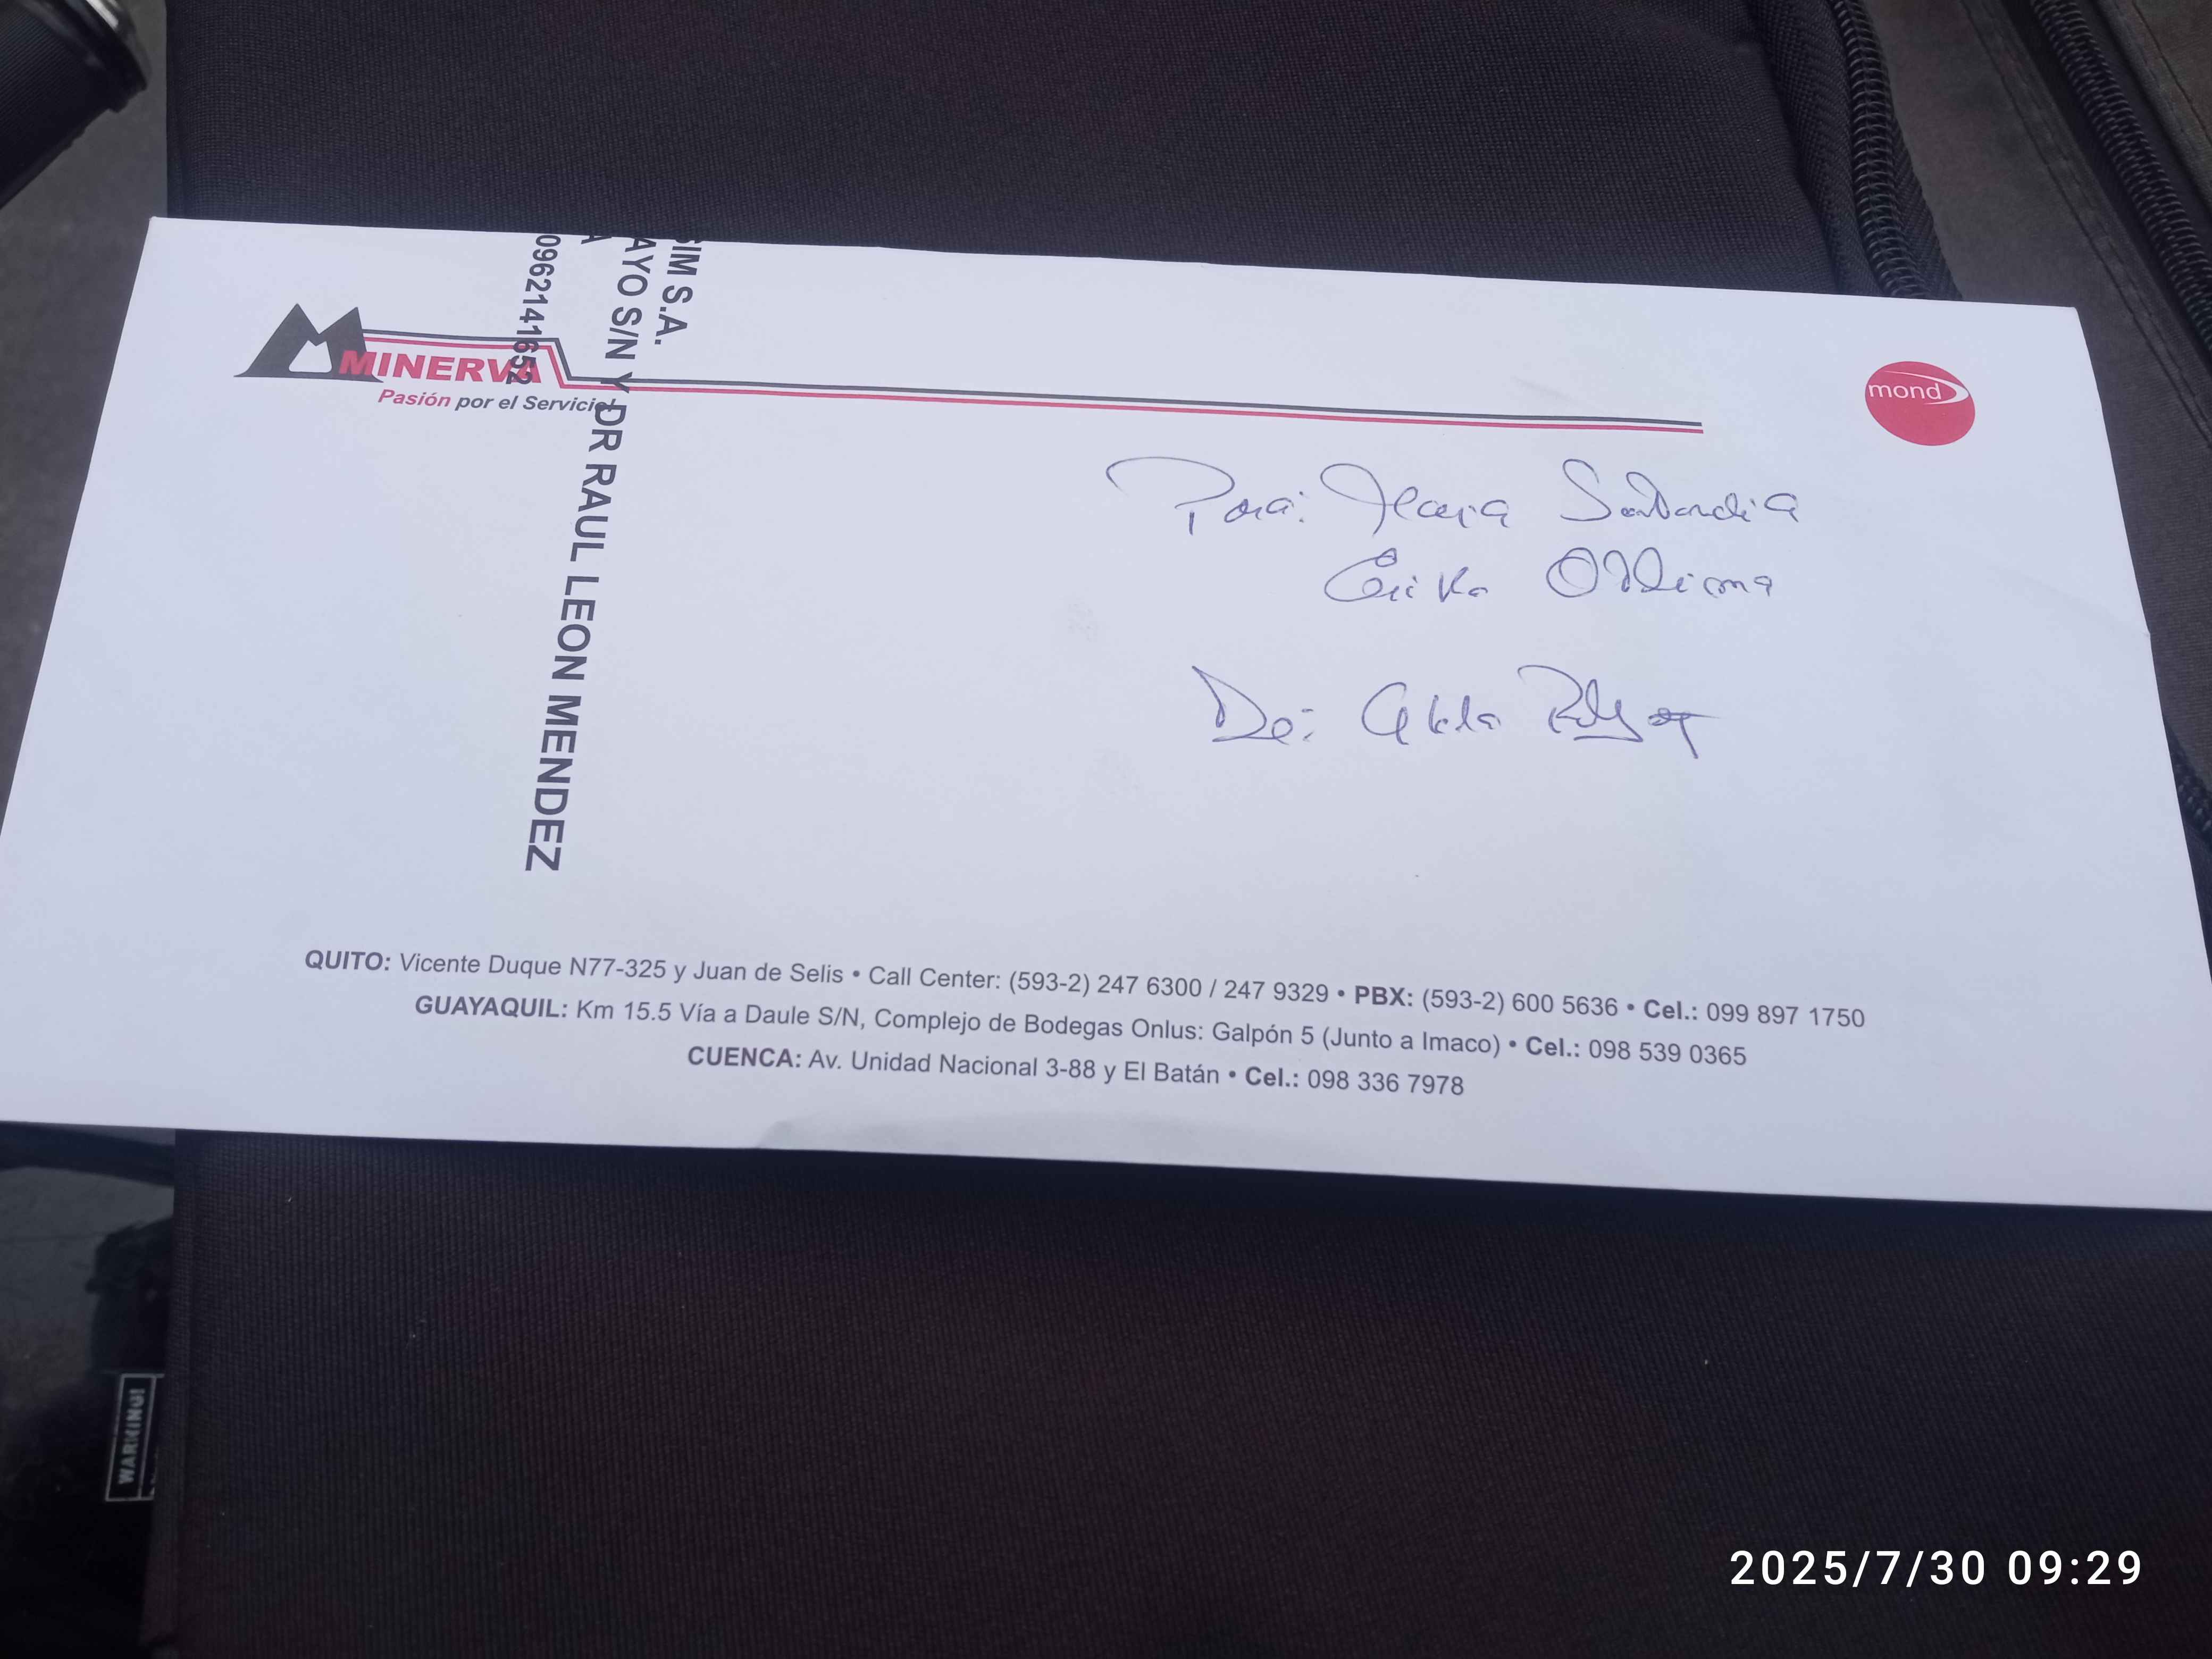 MINERVA
Pasión por el Servicio
mond
SIM S.A.
AYO S/N Y DR RAUL LEON MENDEZ
A
0962141652
Para:
Erika
De:
QUITO: Vicente Duque N77-325 y Juan de Selis • Call Center: (593-2) 247 6300 / 247 9329 • PBX: (593-2) 600 5636 • Cel.: 099 897 1750
GUAYAQUIL: Km 15.5 Vía a Daule S/N, Complejo de Bodegas Onlus: Galpón 5 (Junto a Imaco) • Cel.: 098 539 0365
CUENCA: Av. Unidad Nacional 3-88 y El Batán • Cel.: 098 336 7978
WARNING!
2025/7/30 09:29